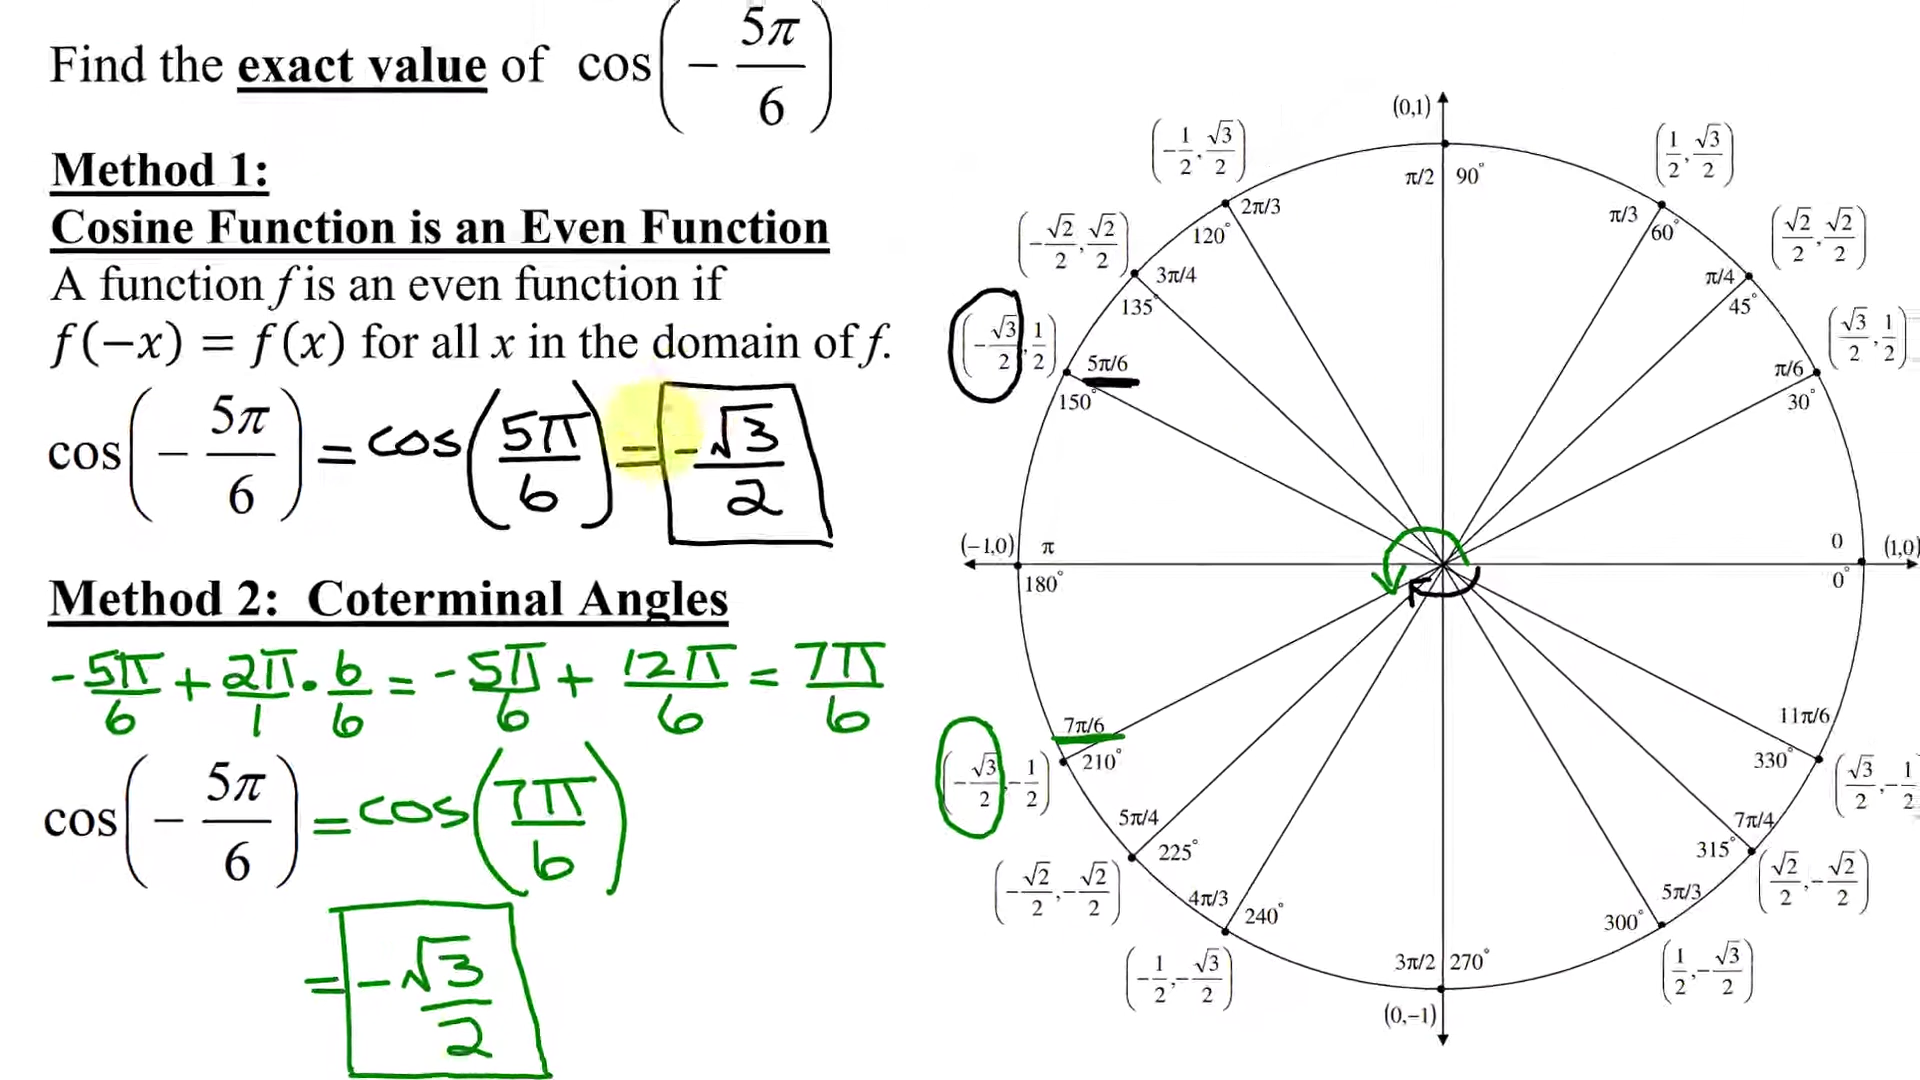 Find the exact value of cos(−5π/6)
Method 1:
Cosine Function is an Even Function
A function f is an even function if
f(−x) = f(x) for all x in the domain of f.
cos(−5π/6) = cos(5π/6) = -√3/2
Method 2: Coterminal Angles
-5π/6 + 2π/1 · 6/6 = -5π/6 + 12π/6 = 7π/6
cos(−5π/6) = cos(7π/6)
= -√3/2
(0,1)
π/2 90°
(1/2, √3/2)
π/3 60°
(√2/2, √2/2)
π/4 45°
(√3/2, 1/2)
π/6 30°
0 (1,0)
0°
(−1/2, √3/2)
2π/3
120°
(−√2/2, √2/2)
3π/4
135°
(−√3/2, 1/2)
5π/6
150°
(−1,0) π
180°
7π/6
210°
(−√3/2, −1/2)
5π/4
225°
(−√2/2, −√2/2)
4π/3
240°
(−1/2, −√3/2)
3π/2 270°
(0,−1)
5π/3
300°
(1/2, −√3/2)
7π/4
315°
(√2/2, −√2/2)
11π/6
330°
(√3/2, −1/2